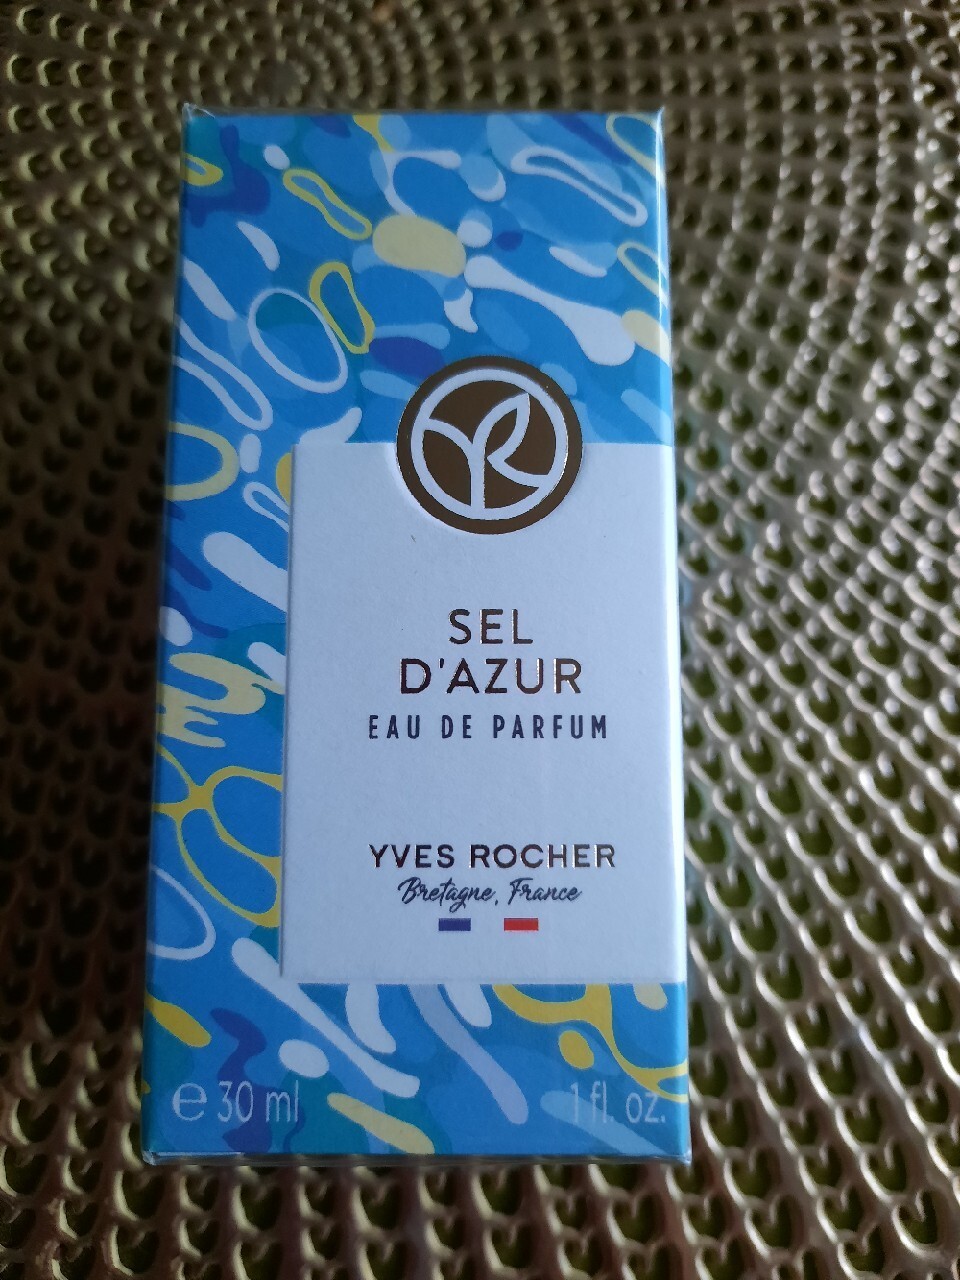 SEL
D'AZUR
EAU DE PARFUM
YVES ROCHER
Bretagne, France
℮ 30 ml
1 fl. oz.